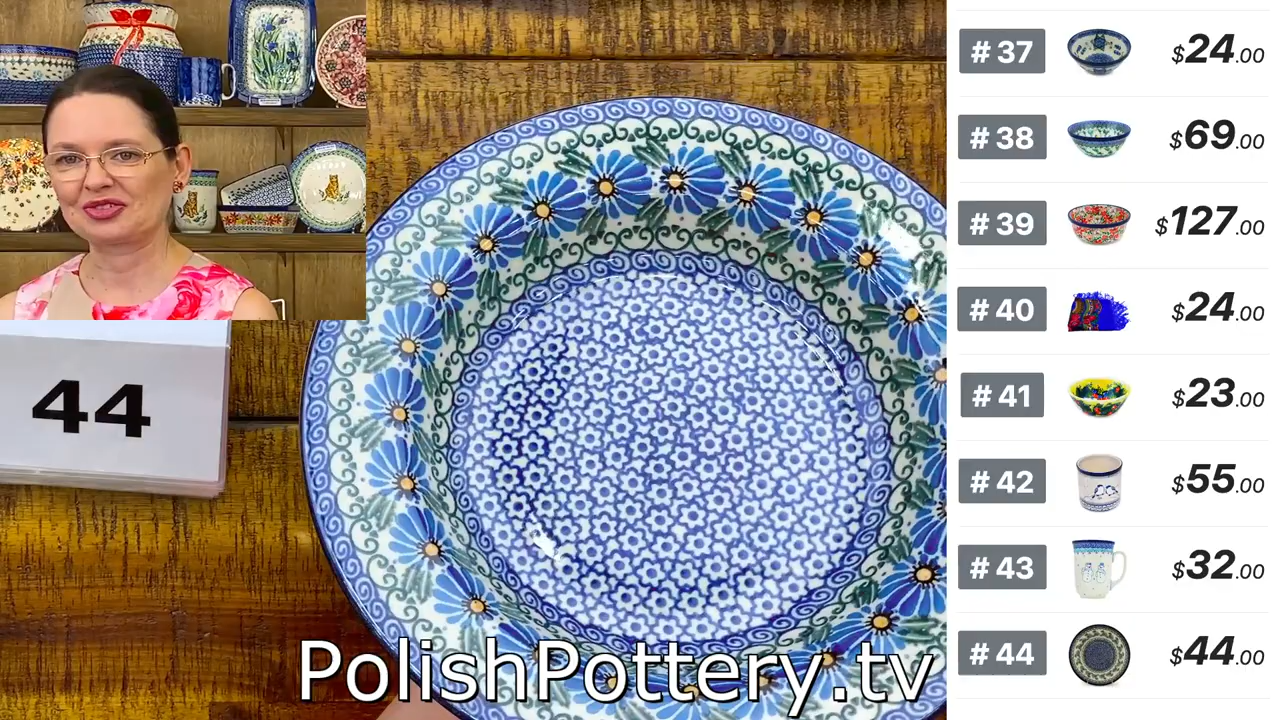 44
PolishPottery.tv
# 37 $24.00
# 38 $69.00
# 39 $127.00
# 40 $24.00
# 41 $23.00
# 42 $55.00
# 43 $32.00
# 44 $44.00